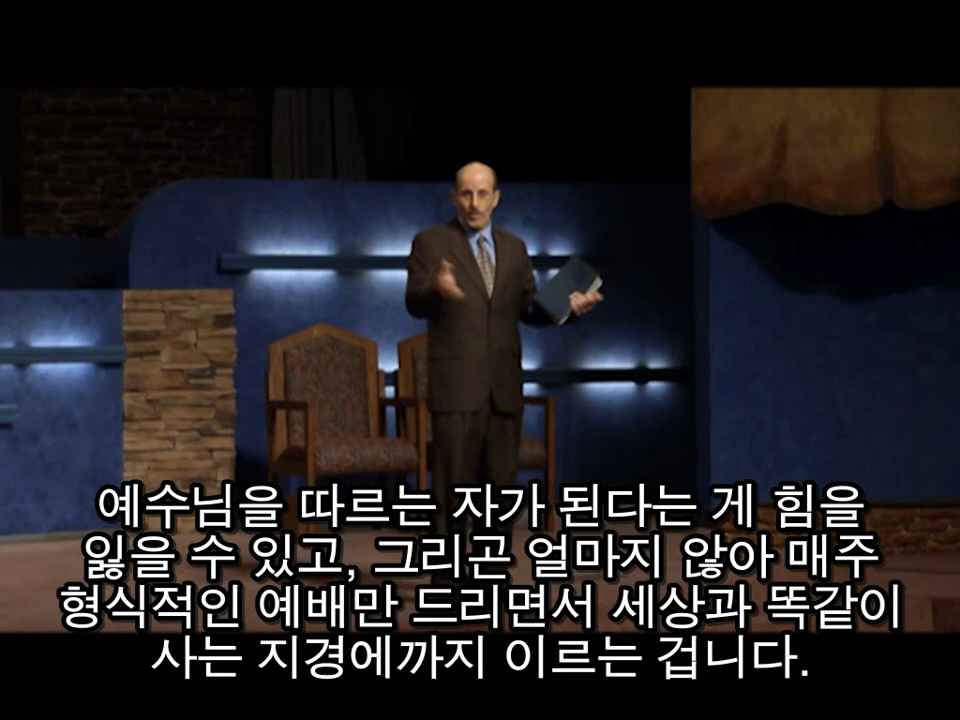 예수님을 따르는 자가 된다는 게 힘을
잃을 수 있고, 그리곤 얼마지 않아 매주
형식적인 예배만 드리면서 세상과 똑같이
사는 지경에까지 이르는 겁니다.